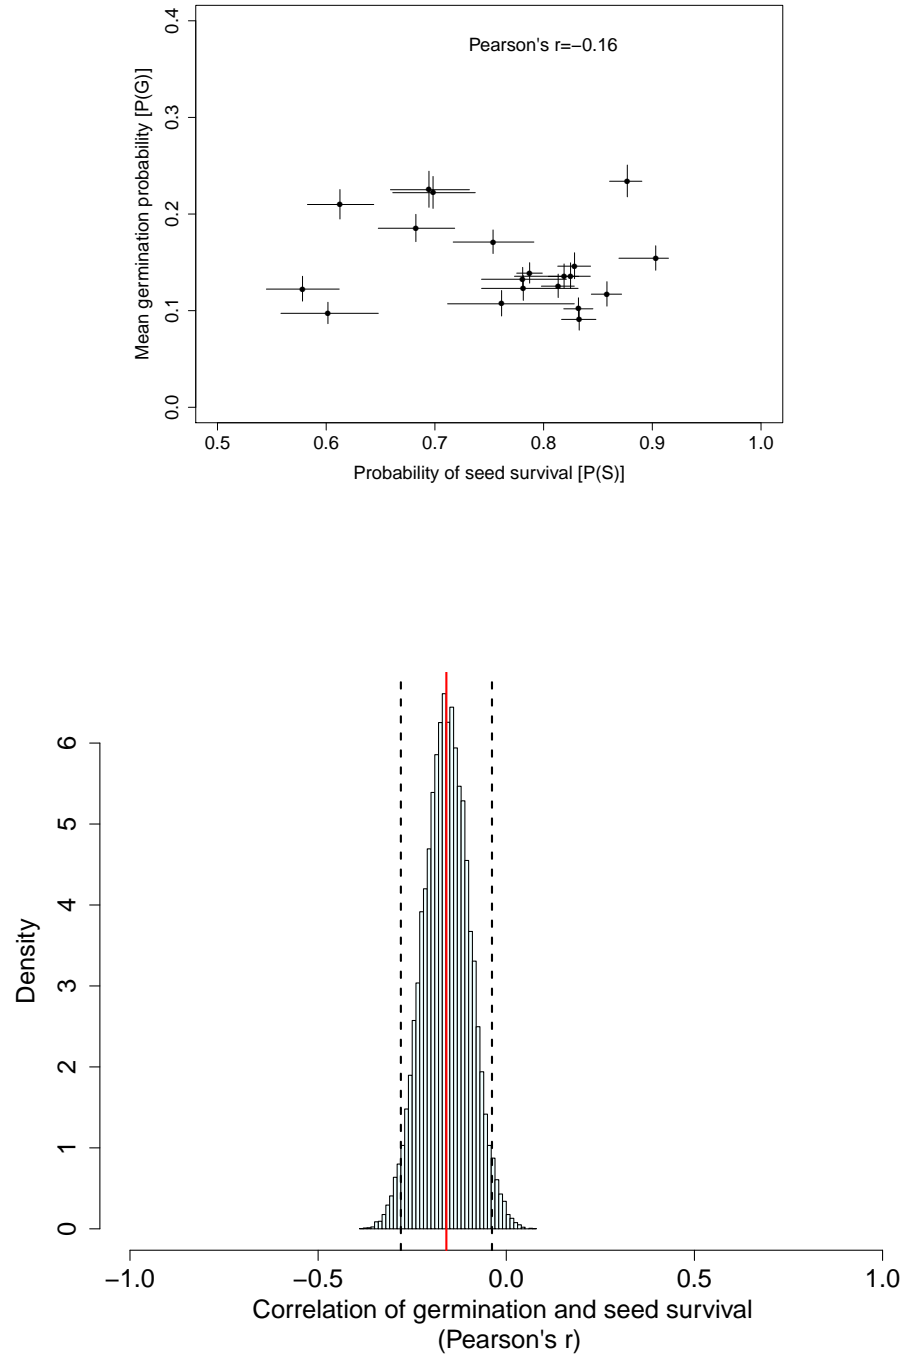 Pearson's r=−0.16
Mean germination probability [P(G)]
0.4
0.3
0.2
0.1
0.0
0.5 0.6 0.7 0.8 0.9 1.0
Probability of seed survival [P(S)]
Density
6
5
4
3
2
1
0
−1.0 −0.5 0.0 0.5 1.0
Correlation of germination and seed survival
(Pearson's r)